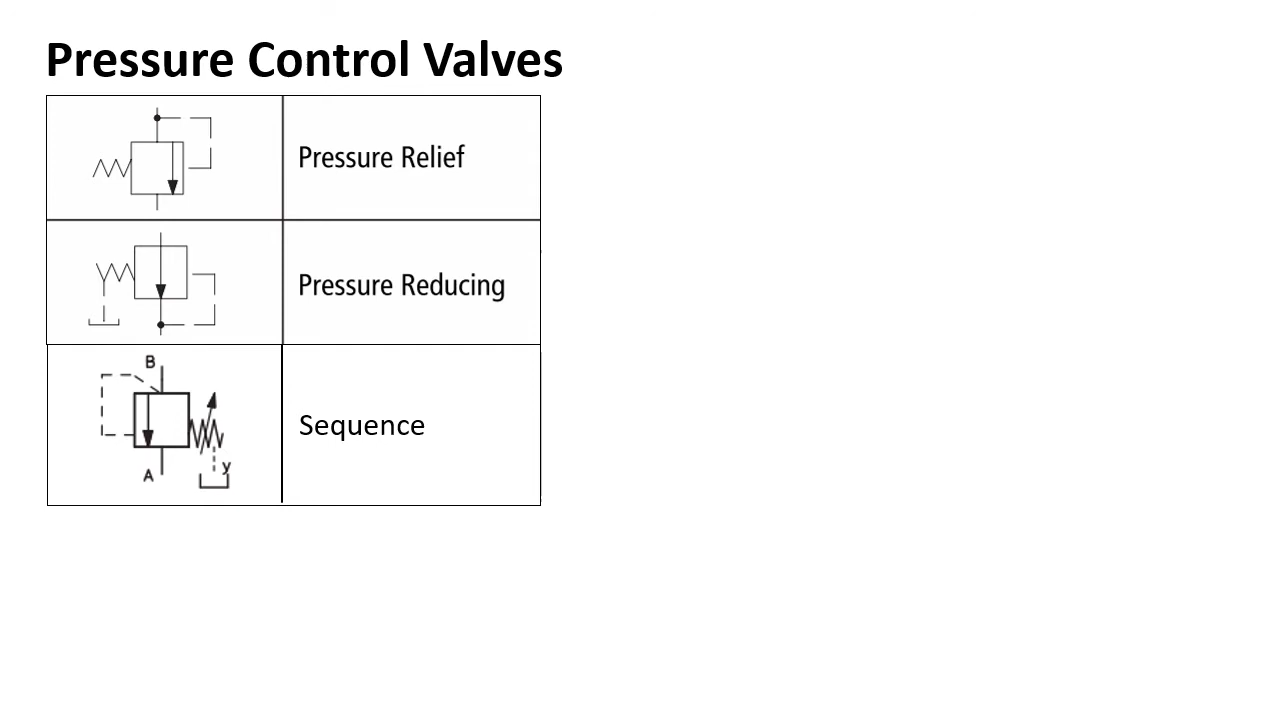 Pressure Control Valves
Pressure Relief
Pressure Reducing
B
Sequence
y
A